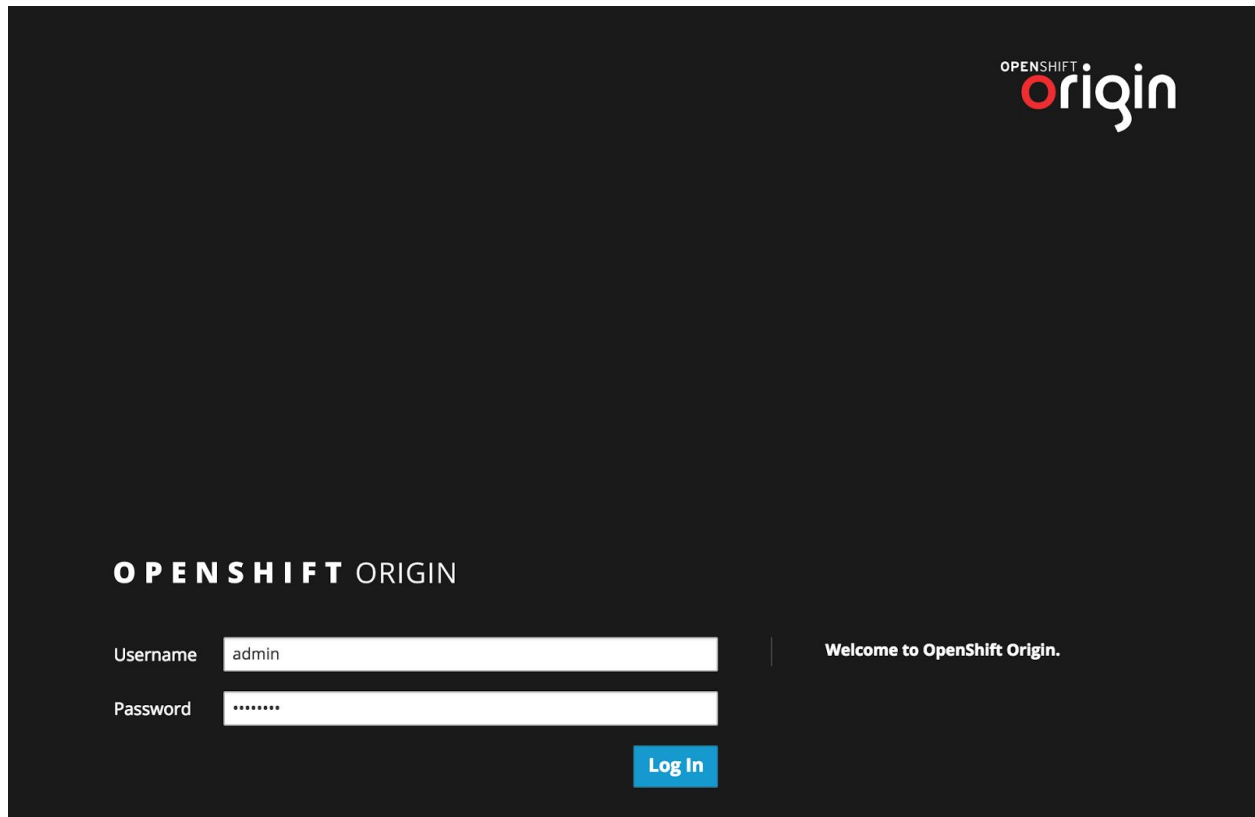 OPENSHIFT
origin
OPENSHIFT ORIGIN
Username admin
Welcome to OpenShift Origin.
Password ••••••••
Log In